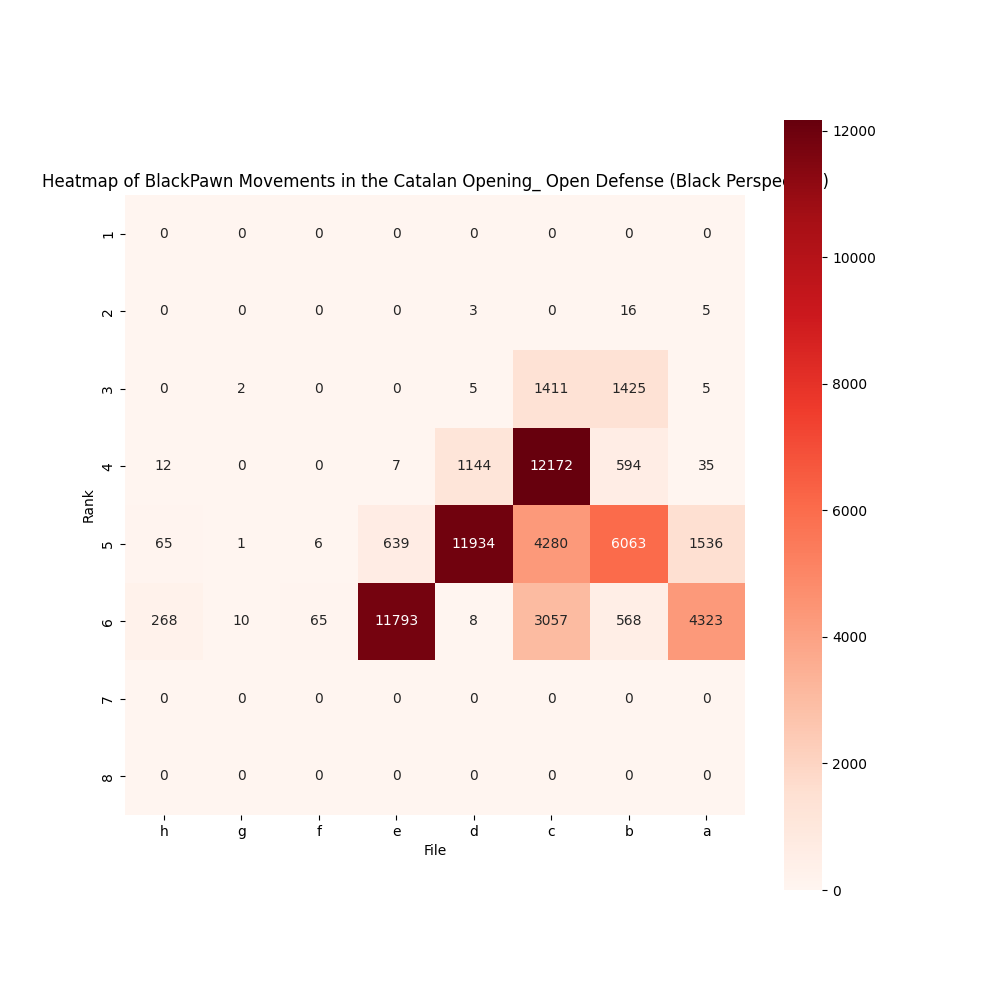 Heatmap of BlackPawn Movements in the Catalan Opening_ Open Defense (Black Perspe )
12000
10000
8000
6000
4000
2000
0
Rank
1 0 0 0 0 0 0 0 0
2 0 0 0 0 3 0 16 5
3 0 2 0 0 5 1411 1425 5
4 12 0 0 7 1144 12172 594 35
5 65 1 6 639 11934 4280 6063 1536
6 268 10 65 11793 8 3057 568 4323
7 0 0 0 0 0 0 0 0
8 0 0 0 0 0 0 0 0
h g f e d c b a
File